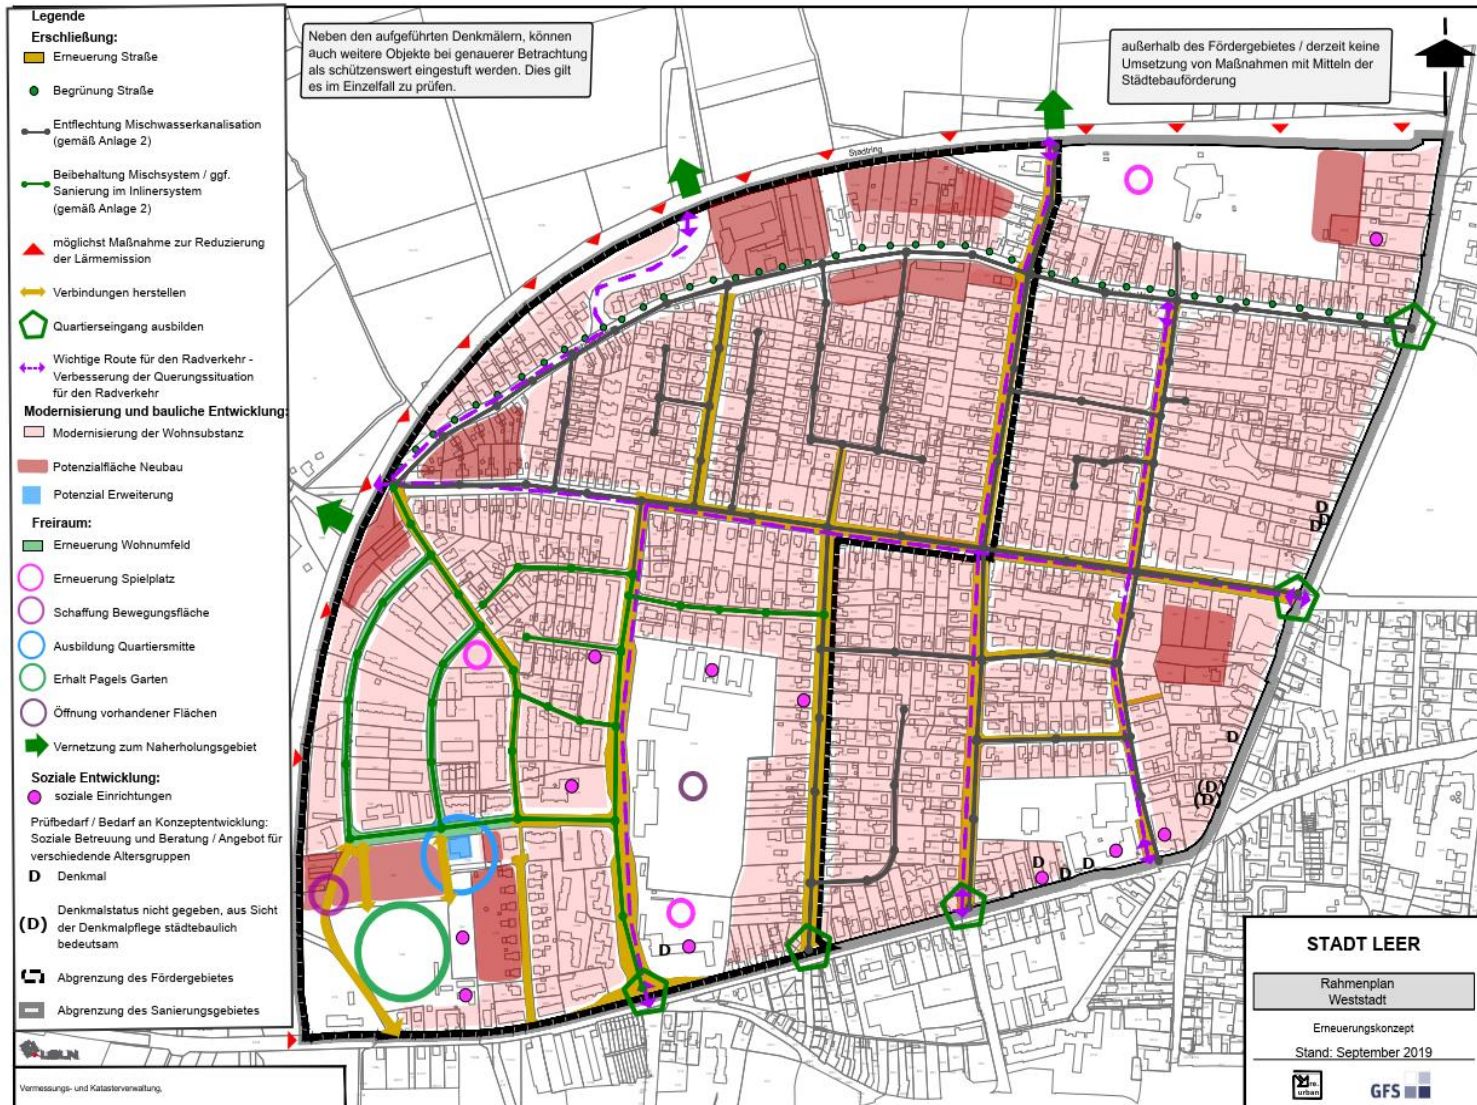 Legende
Erschließung:
Erneuerung Straße
Begrünung Straße
Entflechtung Mischwasserkanalisation
(gemäß Anlage 2)
Beibehaltung Mischsystem / ggf.
Sanierung im Inlinersystem
(gemäß Anlage 2)
möglichst Maßnahme zur Reduzierung
der Lärmemission
Verbindungen herstellen
Quartierseingang ausbilden
Wichtige Route für den Radverkehr -
Verbesserung der Querungssituation
für den Radverkehr
Modernisierung und bauliche Entwicklung:
Modernisierung der Wohnsubstanz
Potenzialfläche Neubau
Potenzial Erweiterung
Freiraum:
Erneuerung Wohnumfeld
Erneuerung Spielplatz
Schaffung Bewegungsfläche
Ausbildung Quartiersmitte
Erhalt Pagels Garten
Öffnung vorhandener Flächen
Vernetzung zum Naherholungsgebiet
Soziale Entwicklung:
soziale Einrichtungen
Prüfbedarf / Bedarf an Konzeptentwicklung:
Soziale Betreuung und Beratung / Angebot für
verschiedende Altersgruppen
D Denkmal
(D) Denkmalstatus nicht gegeben, aus Sicht
der Denkmalpflege städtebaulich
bedeutsam
Abgrenzung des Fördergebietes
Abgrenzung des Sanierungsgebietes
LGLN
Vermessungs- und Katasterverwaltung,
Neben den aufgeführten Denkmälern, können
auch weitere Objekte bei genauerer Betrachtung
als schützenswert eingestuft werden. Dies gilt
es im Einzelfall zu prüfen.
außerhalb des Fördergebietes / derzeit keine
Umsetzung von Maßnahmen mit Mitteln der
Städtebauförderung
Stadtring
D
D
D
D
(D)
(D)
D
D
D
D
STADT LEER
Rahmenplan
Weststadt
Erneuerungskonzept
Stand: September 2019
re.
urban
GFS